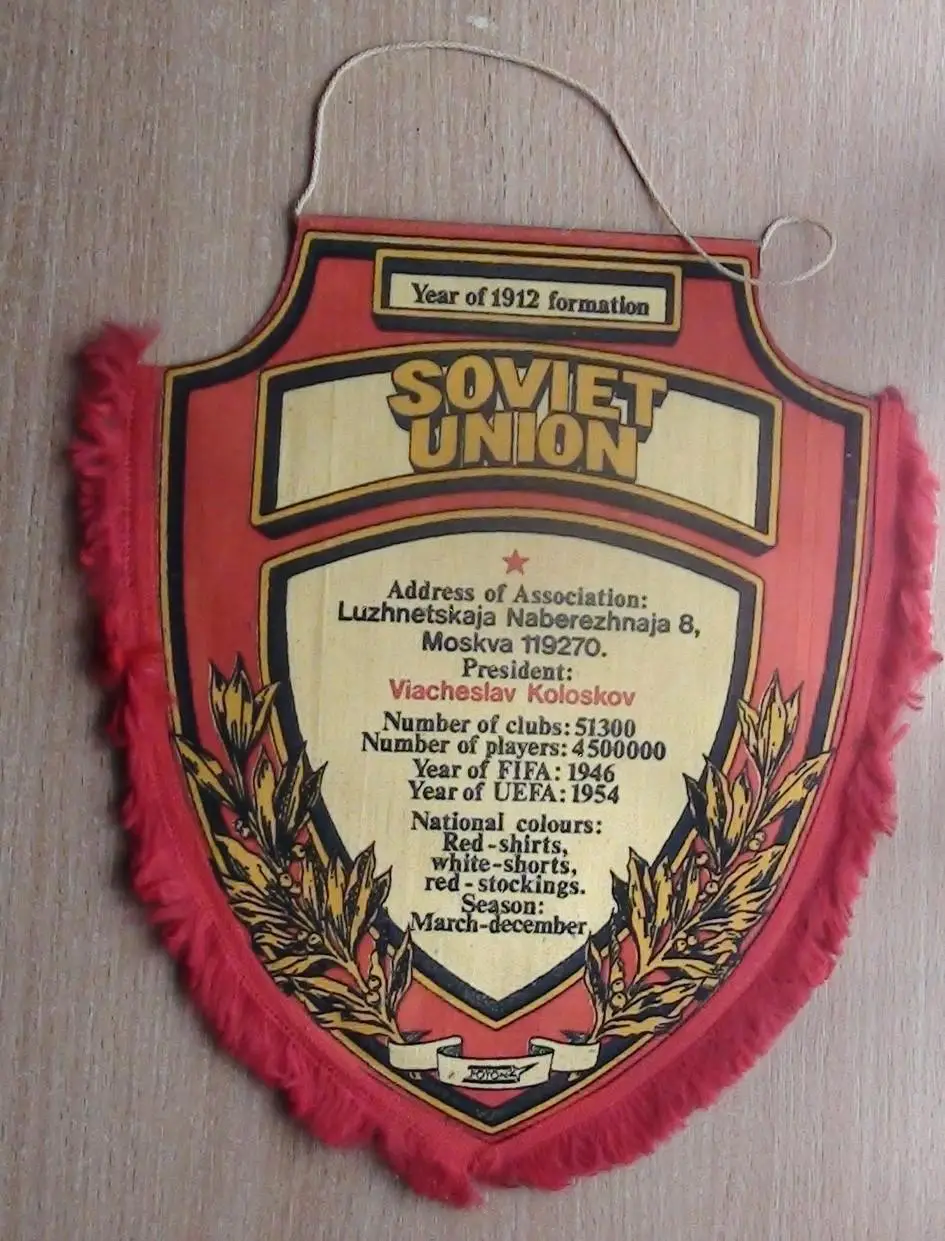 Year of 1912 formation
SOVIET
UNION
Address of Association:
Luzhnetskaja Naberezhnaja 8,
Moskva 119270.
President:
Viacheslav Koloskov
Number of clubs: 51300
Number of players: 4500000
Year of FIFA: 1946
Year of UEFA: 1954
National colours:
Red-shirts,
white-shorts,
red-stockings.
Season:
March-december